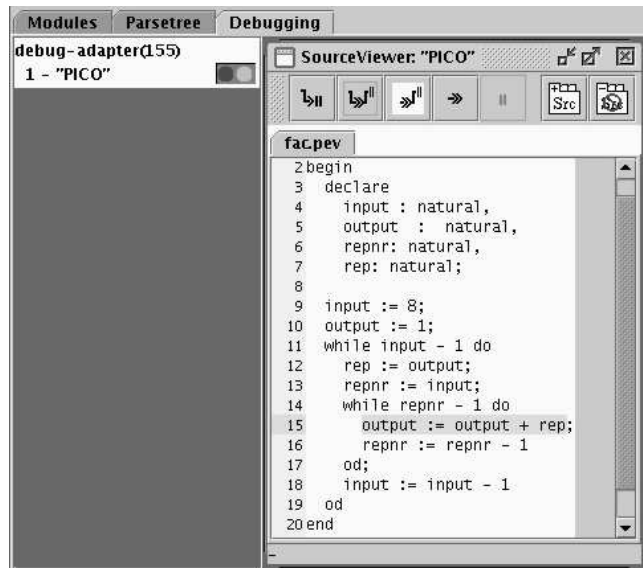 Modules Parsetree Debugging
debug-adapter(155)
1 - "PICO"
SourceViewer: "PICO"
Src
fac.pev
2 begin
3 declare
4 input : natural,
5 output : natural,
6 repnr: natural,
7 rep: natural;
8
9 input := 8;
10 output := 1;
11 while input - 1 do
12 rep := output;
13 repnr := input;
14 while repnr - 1 do
15 output := output + rep;
16 repnr := repnr - 1
17 od;
18 input := input - 1
19 od
20 end
-